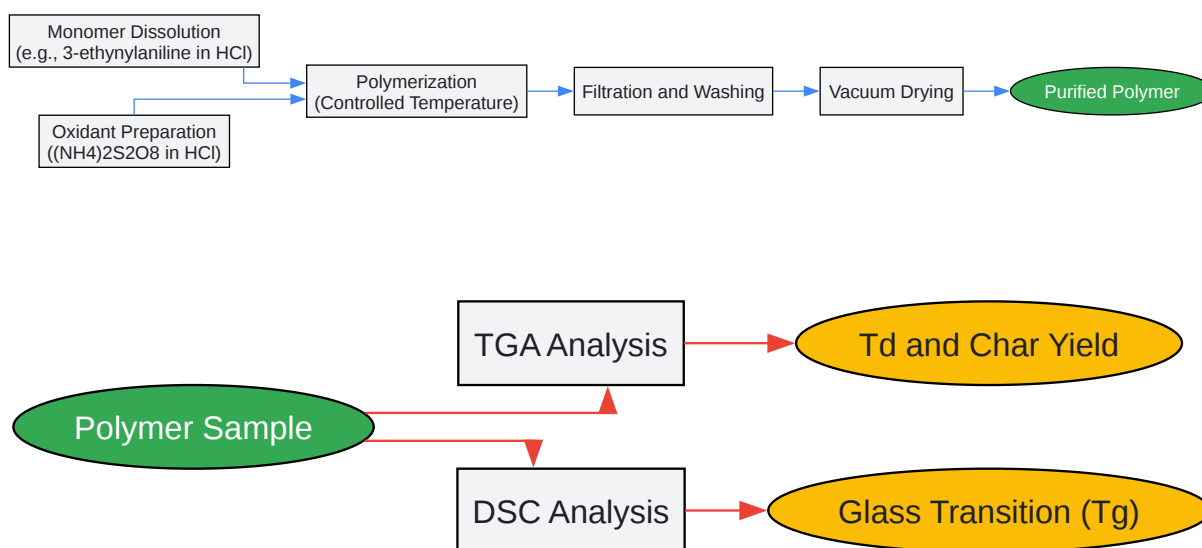 Monomer Dissolution
(e.g., 3-ethynylaniline in HCl)
Oxidant Preparation
((NH4)2S2O8 in HCl)
Polymerization
(Controlled Temperature)
Filtration and Washing
Vacuum Drying
Purified Polymer
Polymer Sample
TGA Analysis
Td and Char Yield
DSC Analysis
Glass Transition (Tg)